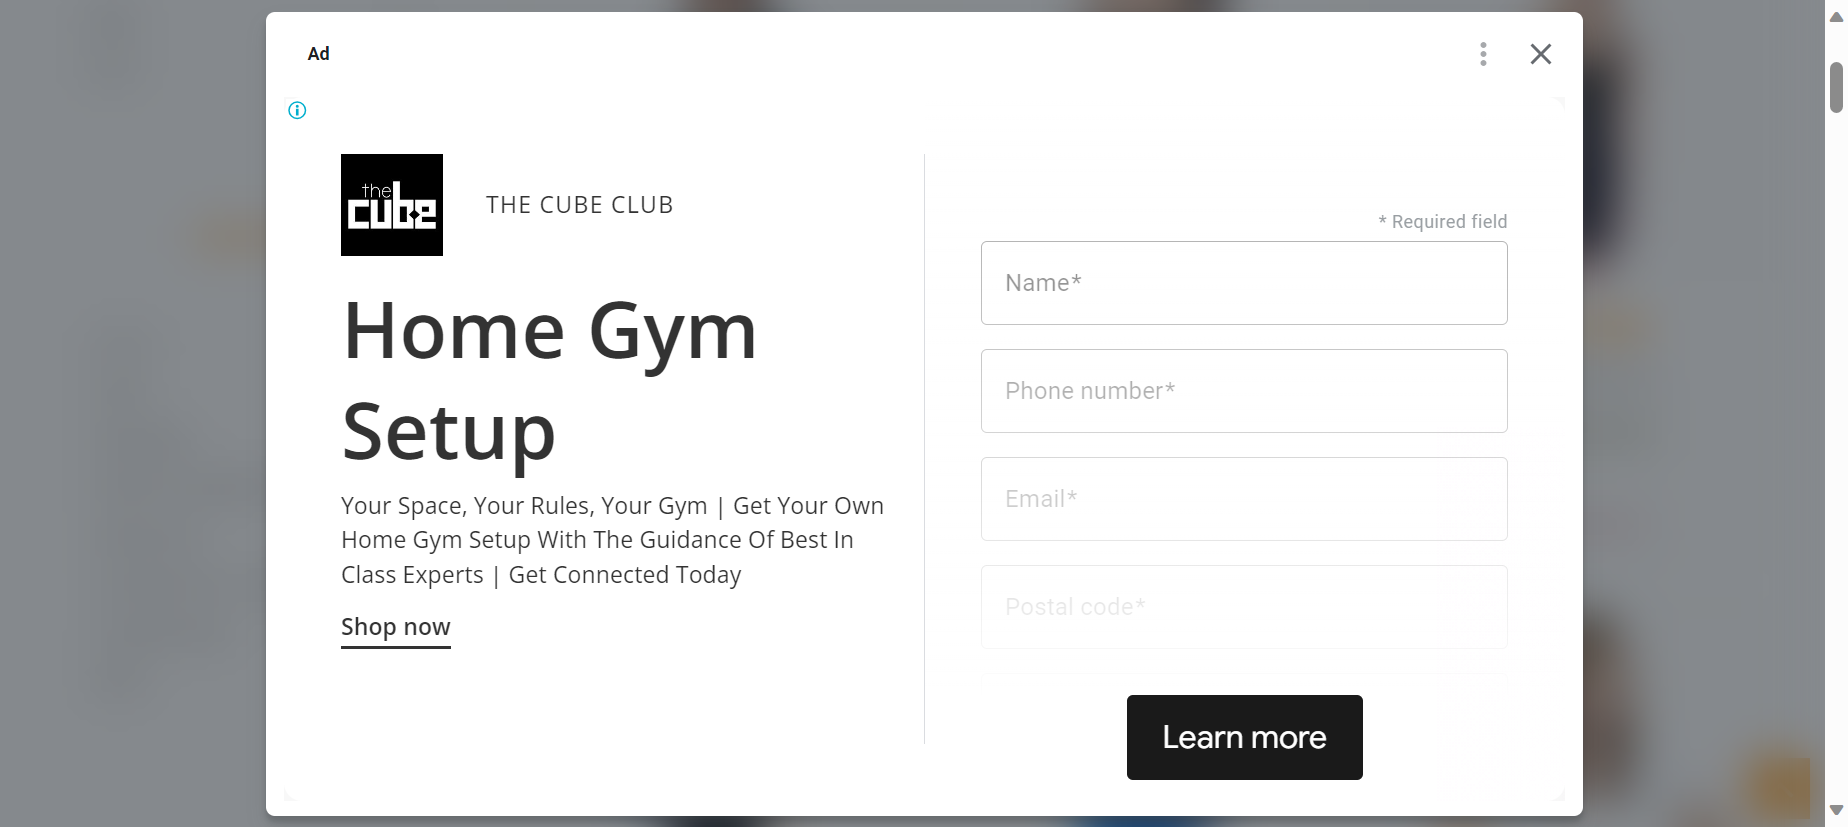 Ad
the
cube
THE CUBE CLUB
Home Gym
Setup
Your Space, Your Rules, Your Gym | Get Your Own
Home Gym Setup With The Guidance Of Best In
Class Experts | Get Connected Today
Shop now
* Required field
Name*
Phone number*
Email*
Postal code*
Learn more